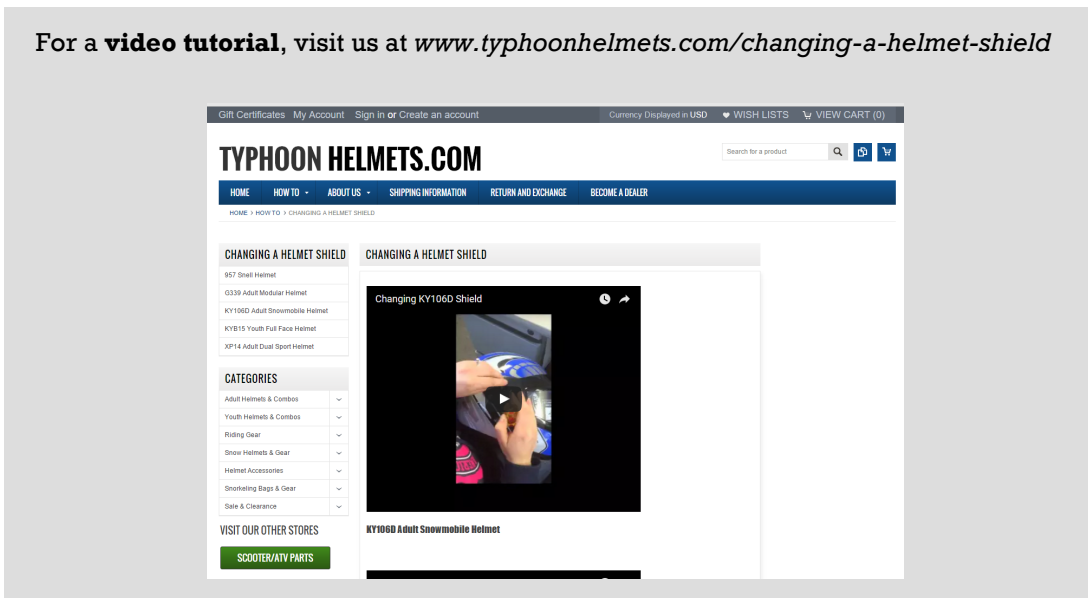 For a video tutorial, visit us at www.typhoonhelmets.com/changing-a-helmet-shield
Gift Certificates My Account Sign in or Create an account Currency Displayed in USD WISH LISTS VIEW CART (0)
TYPHOON HELMETS.COM
Search for a product
HOME HOW TO ABOUT US SHIPPING INFORMATION RETURN AND EXCHANGE BECOME A DEALER
HOME > HOW TO > CHANGING A HELMET SHIELD
CHANGING A HELMET SHIELD
957 Snell Helmet
G339 Adult Modular Helmet
KY106D Adult Snowmobile Helmet
KYB15 Youth Full Face Helmet
XP14 Adult Dual Sport Helmet
CATEGORIES
Adult Helmets & Combos
Youth Helmets & Combos
Riding Gear
Snow Helmets & Gear
Helmet Accessories
Snorkeling Bags & Gear
Sale & Clearance
VISIT OUR OTHER STORES
SCOOTER/ATV PARTS
CHANGING A HELMET SHIELD
Changing KY106D Shield
KY106D Adult Snowmobile Helmet